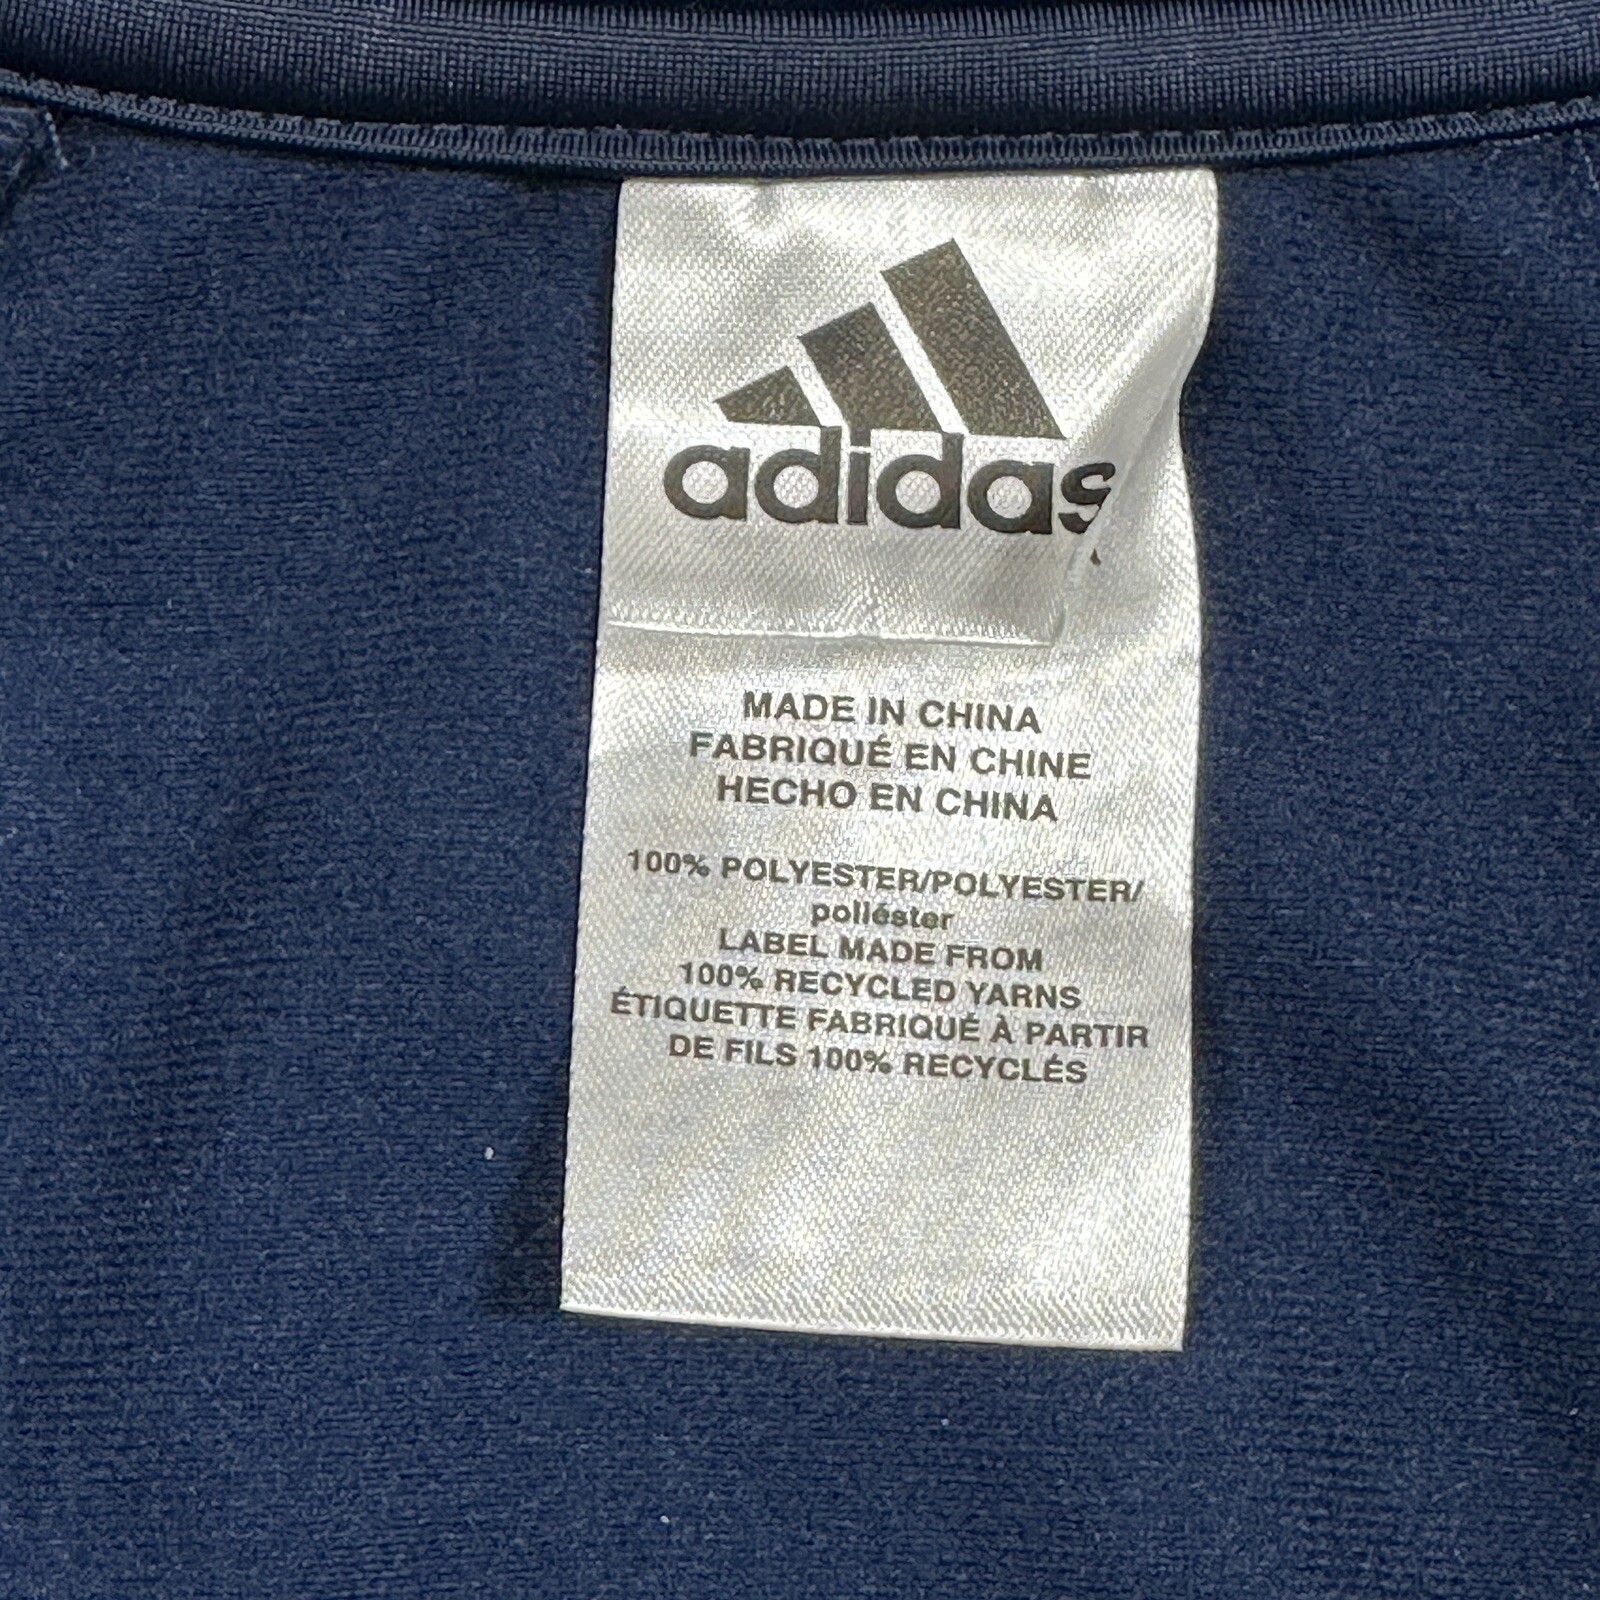 adidas
MADE IN CHINA
FABRIQUÉ EN CHINE
HECHO EN CHINA
100% POLYESTER/POLYESTER/
poliéster
LABEL MADE FROM
100% RECYCLED YARNS
ÉTIQUETTE FABRIQUÉ À PARTIR
DE FILS 100% RECYCLÉS